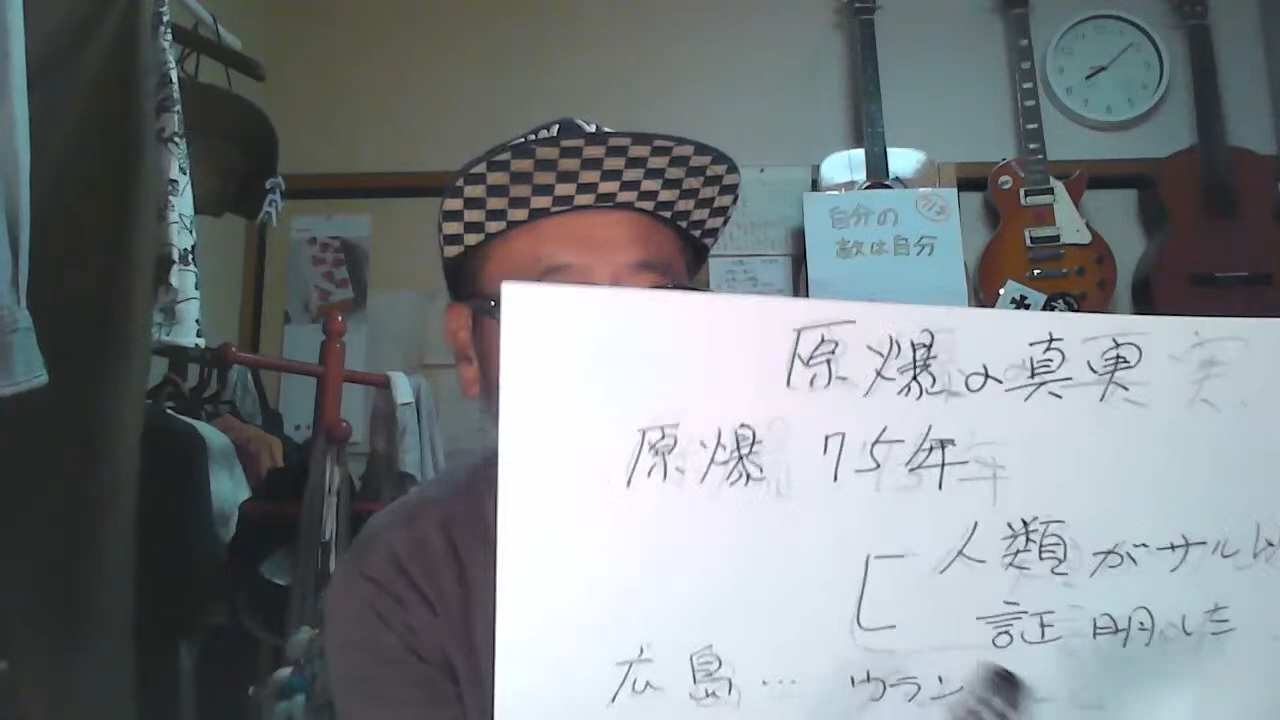 自分の
敵は自分
原爆の真実
原爆 75年
人類がサル以
証明した
広島… ウラン